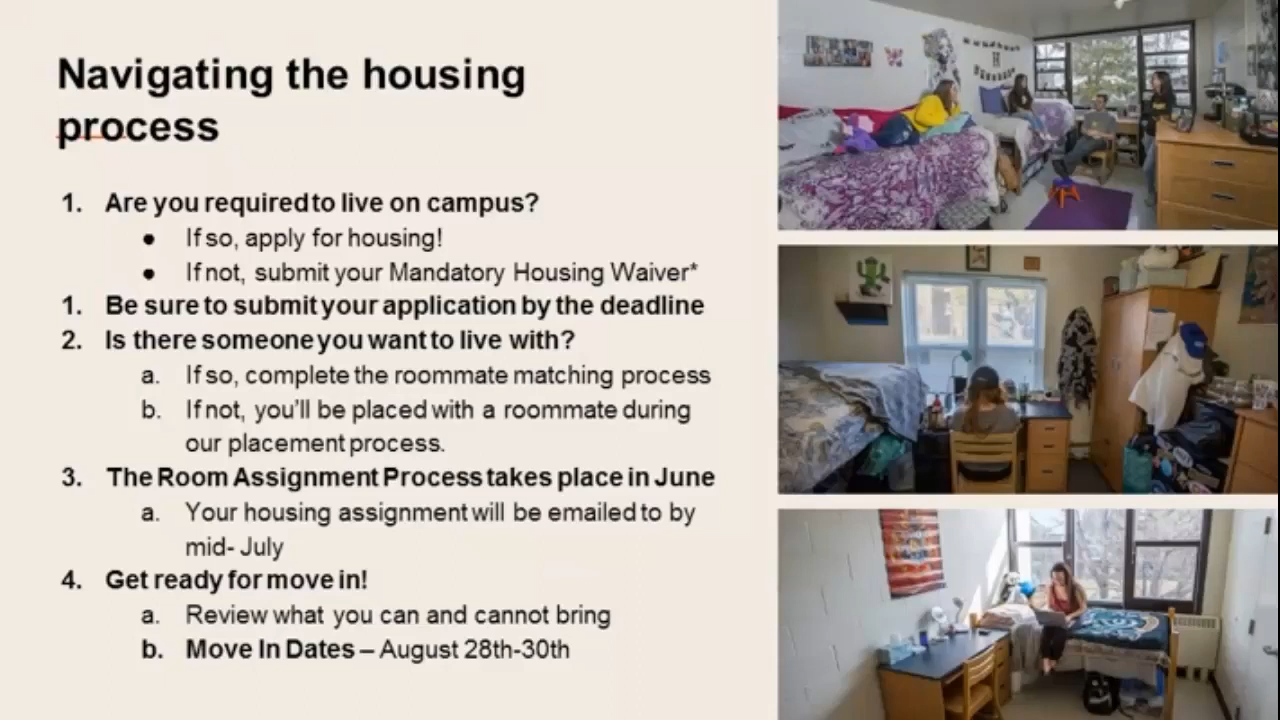 Navigating the housing
process
1. Are you required to live on campus?
● If so, apply for housing!
● If not, submit your Mandatory Housing Waiver*
1. Be sure to submit your application by the deadline
2. Is there someone you want to live with?
a. If so, complete the roommate matching process
b. If not, you'll be placed with a roommate during
our placement process.
3. The Room Assignment Process takes place in June
a. Your housing assignment will be emailed to by
mid- July
4. Get ready for move in!
a. Review what you can and cannot bring
b. Move In Dates – August 28th-30th